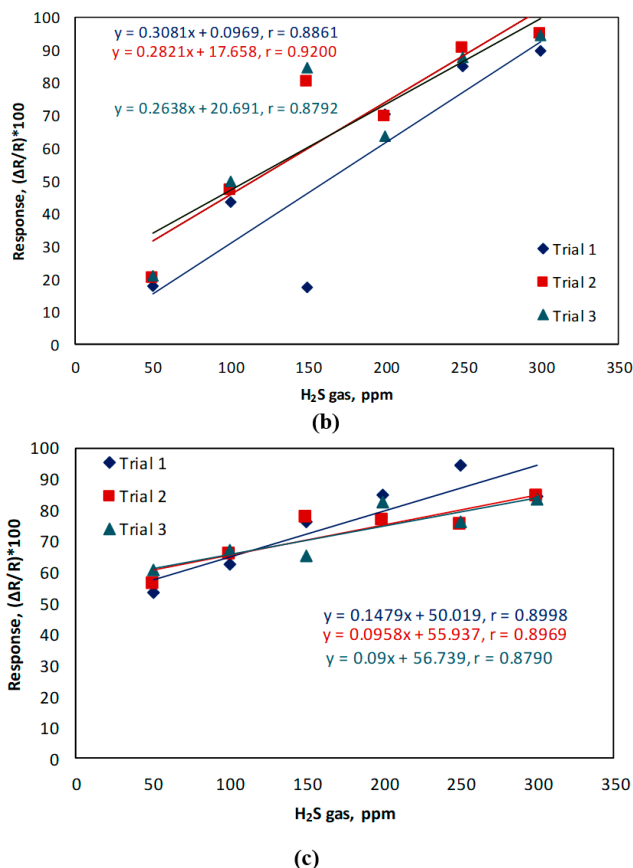 y = 0.3081x + 0.0969, r = 0.8861
y = 0.2821x + 17.658, r = 0.9200
y = 0.2638x + 20.691, r = 0.8792
Response, (ΔR/R)*100
100
90
80
70
60
50
40
30
20
10
0
Trial 1
Trial 2
Trial 3
50
100
150
200
250
300
350
H₂S gas, ppm
(b)
Response, (ΔR/R)*100
100
90
80
70
60
50
40
30
20
10
0
Trial 1
Trial 2
Trial 3
y = 0.1479x + 50.019, r = 0.8998
y = 0.0958x + 55.937, r = 0.8969
y = 0.09x + 56.739, r = 0.8790
50
100
150
200
250
300
350
H₂S gas, ppm
(c)